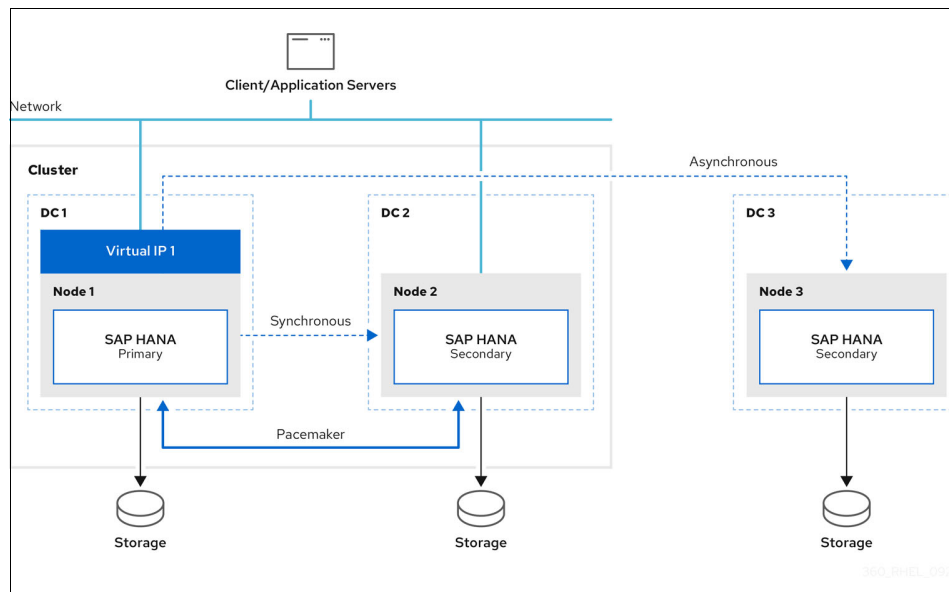 Client/Application Servers
Network
Cluster
Asynchronous
DC 1
DC 2
DC 3
Virtual IP 1
Node 1
Node 2
Node 3
SAP HANA
Primary
Synchronous
SAP HANA
Secondary
SAP HANA
Secondary
Pacemaker
Storage
Storage
Storage